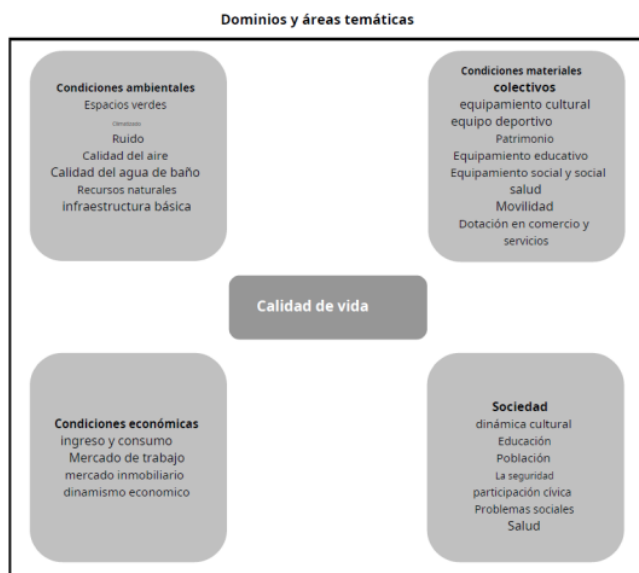 Dominios y áreas temáticas
Condiciones ambientales
Espacios verdes
Climatizado
Ruido
Calidad del aire
Calidad del agua de baño
Recursos naturales
infraestructura básica
Condiciones materiales
colectivos
equipamiento cultural
equipo deportivo
Patrimonio
Equipamiento educativo
Equipamiento social y social
salud
Movilidad
Dotación en comercio y
servicios
Calidad de vida
Condiciones económicas
ingreso y consumo
Mercado de trabajo
mercado inmobiliario
dinamismo economico
Sociedad
dinámica cultural
Educación
Población
La seguridad
participación cívica
Problemas sociales
Salud